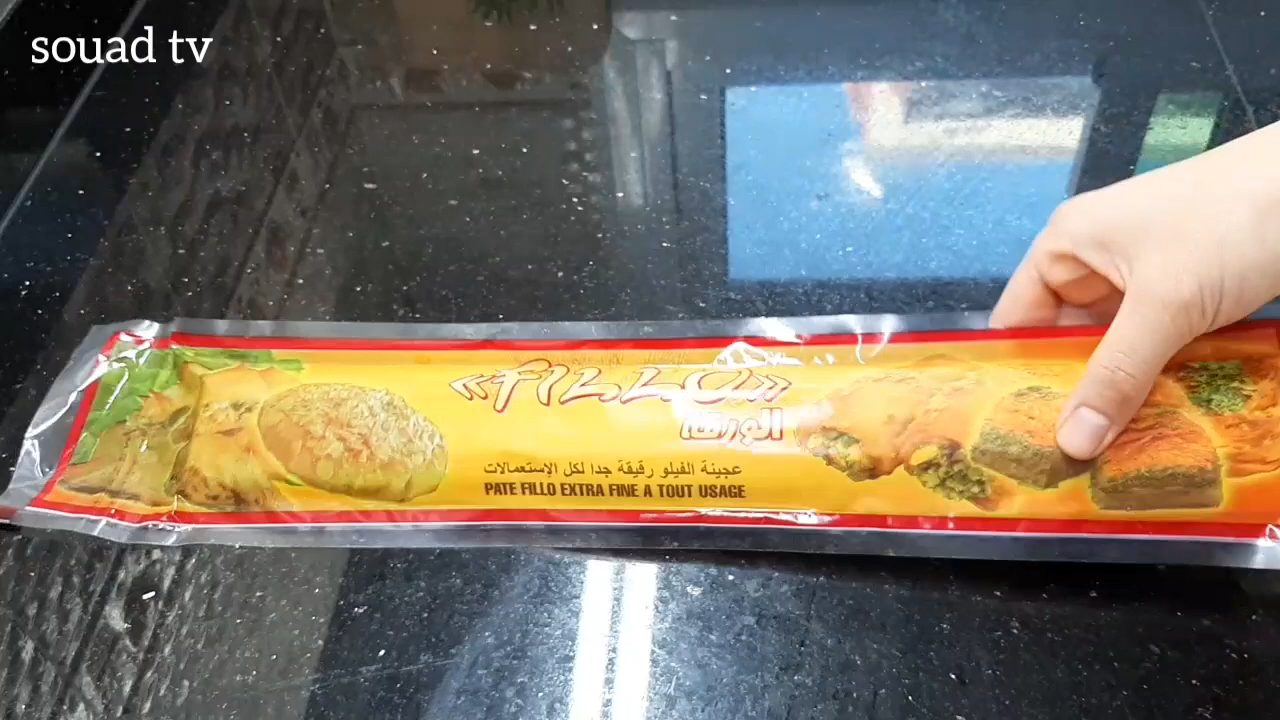 souad tv
«FILLO»
الورقة
عجينة الفيلو رقيقة جدا لكل الإستعمالات
PATE FILLO EXTRA FINE A TOUT USAGE